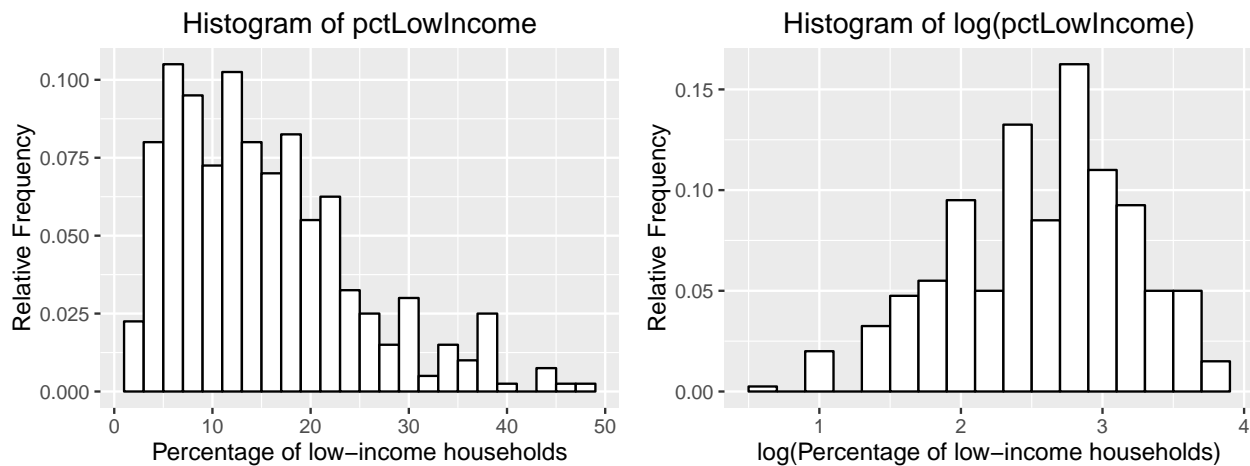 Histogram of pctLowIncome
Relative Frequency
0.100
0.075
0.050
0.025
0.000
0 10 20 30 40 50
Percentage of low−income households
Histogram of log(pctLowIncome)
Relative Frequency
0.15
0.10
0.05
0.00
1 2 3 4
log(Percentage of low−income households)